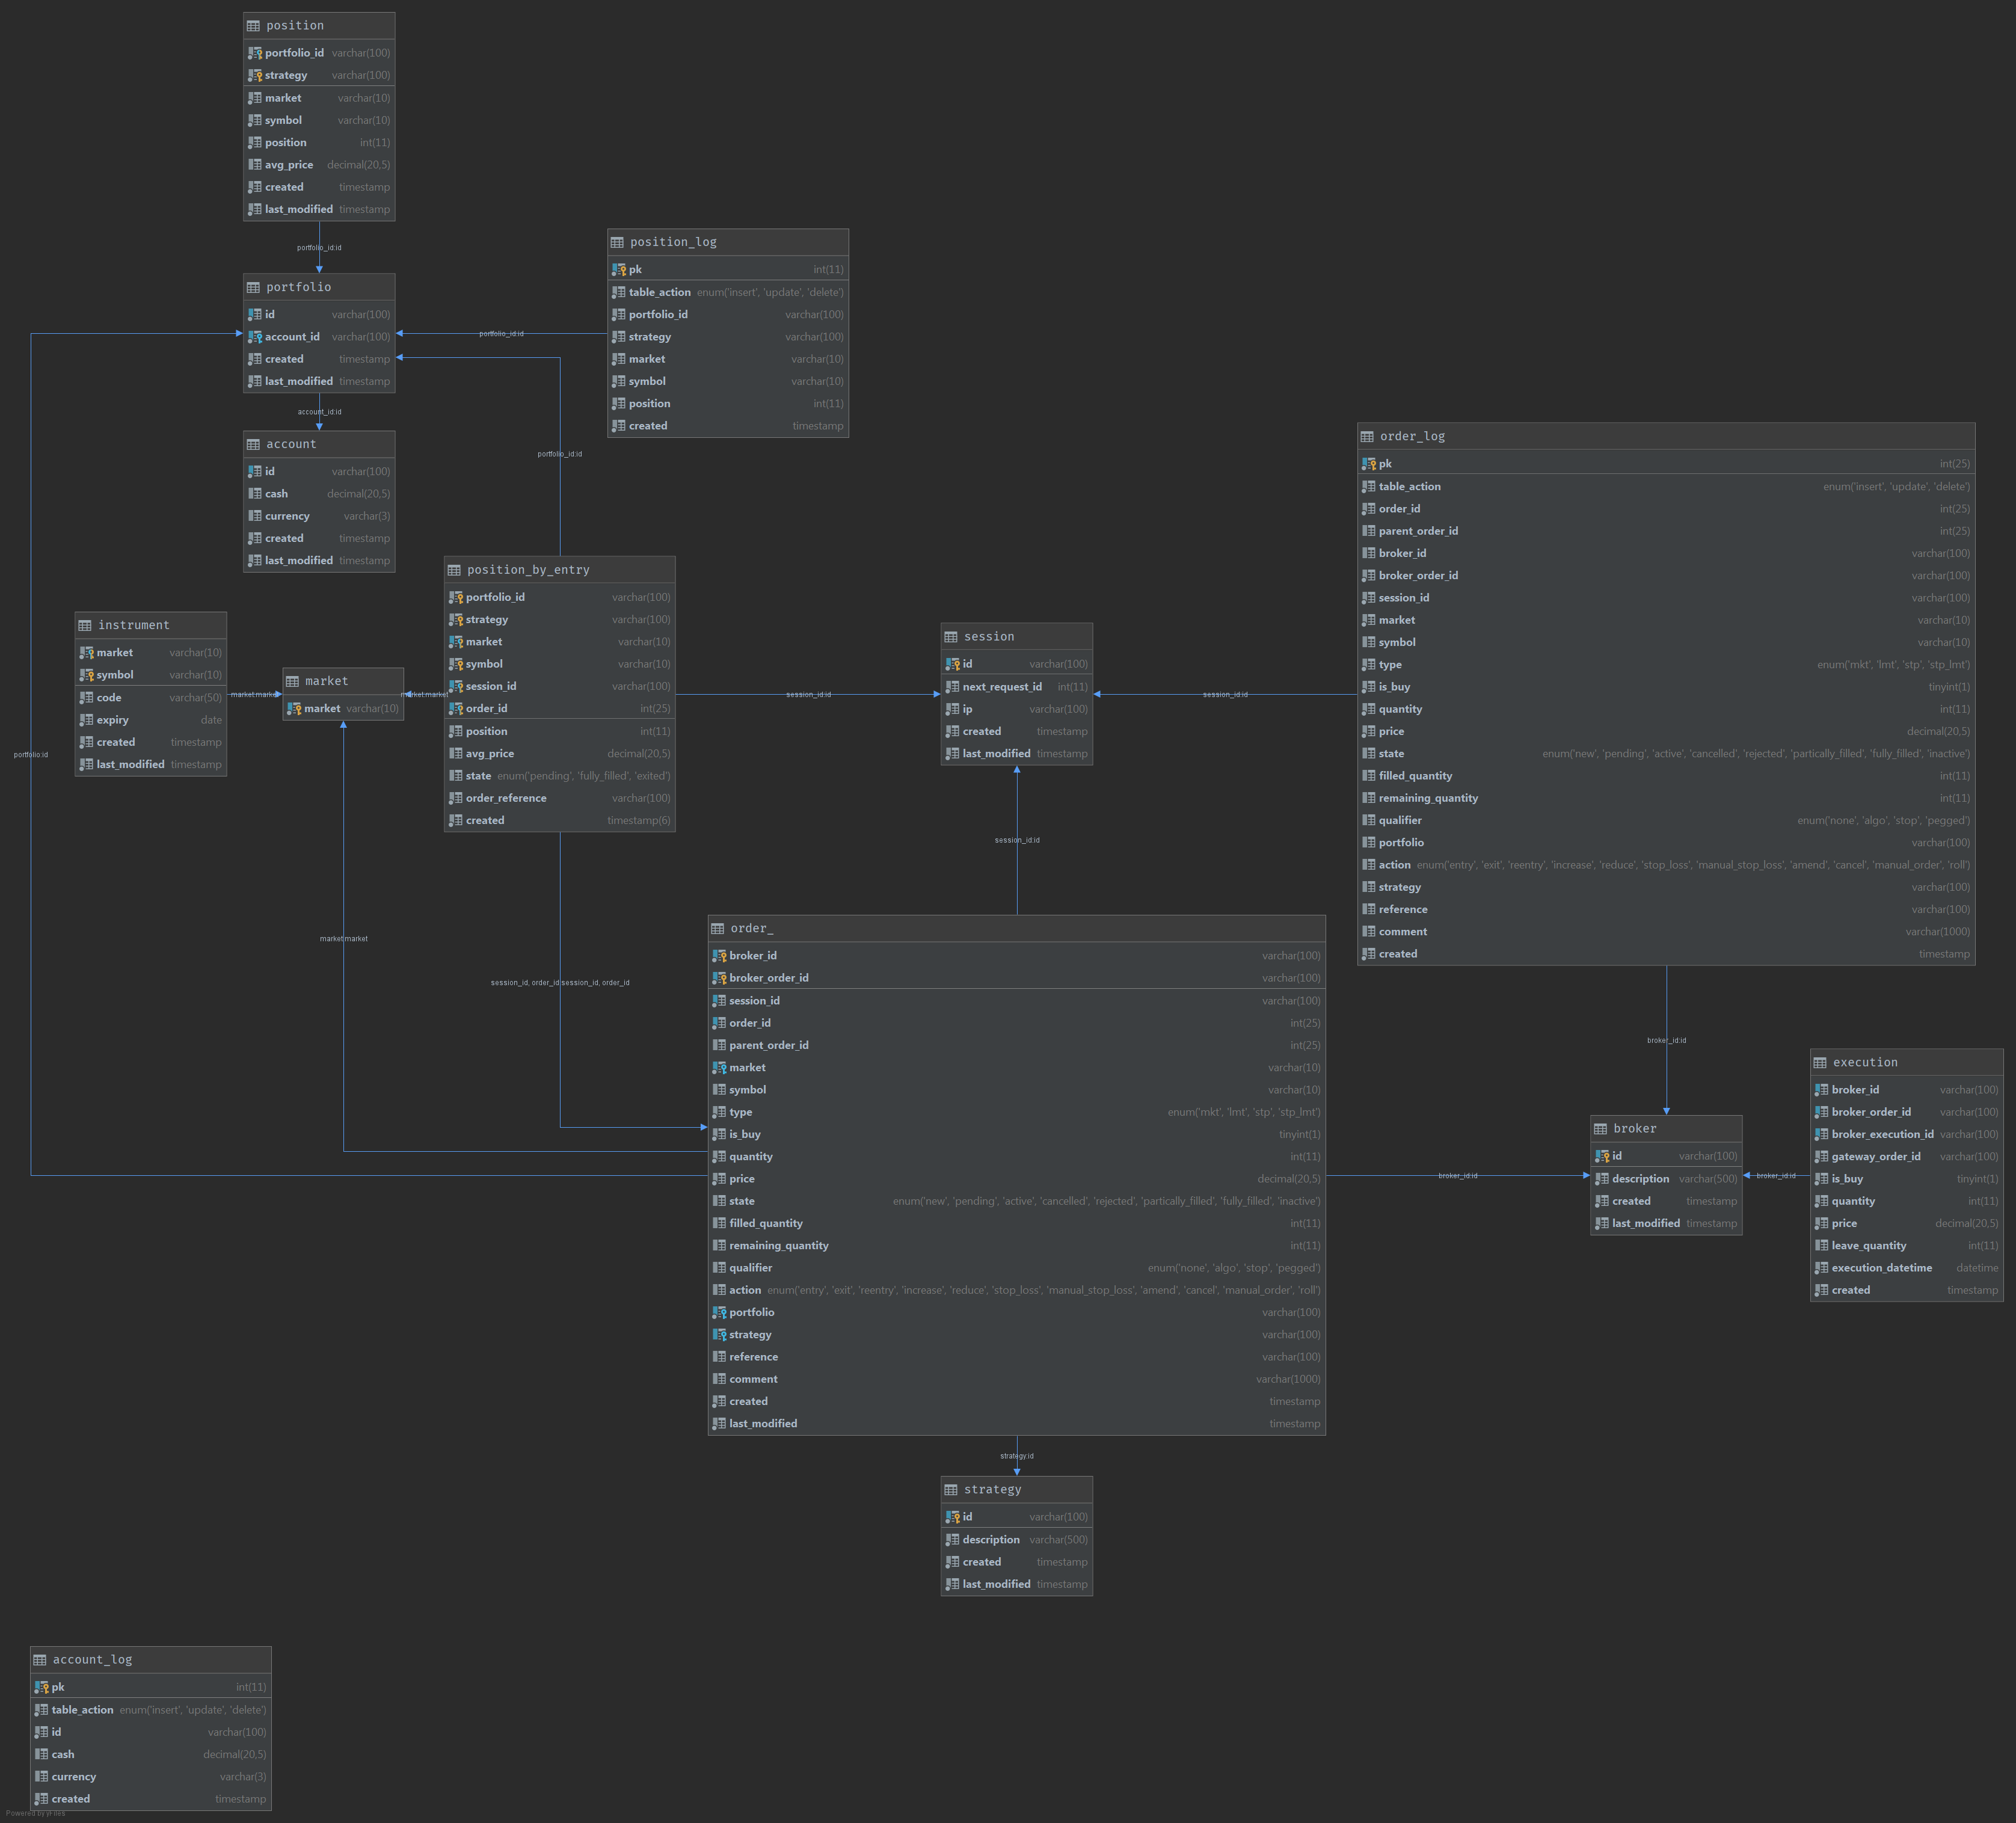 position
portfolio_id varchar(100)
strategy varchar(100)
market varchar(10)
symbol varchar(10)
position int(11)
avg_price decimal(20,5)
created timestamp
last_modified timestamp
portfolio_id:id
portfolio
id varchar(100)
account_id varchar(100)
created timestamp
last_modified timestamp
account_id:id
account
id varchar(100)
cash decimal(20,5)
currency varchar(3)
created timestamp
last_modified timestamp
position_log
pk int(11)
table_action enum('insert', 'update', 'delete')
portfolio_id varchar(100)
strategy varchar(100)
market varchar(10)
symbol varchar(10)
position int(11)
created timestamp
portfolio_id:id
portfolio_id:id
instrument
market varchar(10)
symbol varchar(10)
code varchar(50)
expiry date
created timestamp
last_modified timestamp
market:market
market
market varchar(10)
market:market
position_by_entry
portfolio_id varchar(100)
strategy varchar(100)
market varchar(10)
symbol varchar(10)
session_id varchar(100)
order_id int(25)
position int(11)
avg_price decimal(20,5)
state enum('pending', 'fully_filled', 'exited')
order_reference varchar(100)
created timestamp(6)
session_id:id
session
id varchar(100)
next_request_id int(11)
ip varchar(100)
created timestamp
last_modified timestamp
session_id:id
order_log
pk int(25)
table_action enum('insert', 'update', 'delete')
order_id int(25)
parent_order_id int(25)
broker_id varchar(100)
broker_order_id varchar(100)
session_id varchar(100)
market varchar(10)
symbol varchar(10)
type enum('mkt', 'lmt', 'stp', 'stp_lmt')
is_buy tinyint(1)
quantity int(11)
price decimal(20,5)
state enum('new', 'pending', 'active', 'cancelled', 'rejected', 'partically_filled', 'fully_filled', 'inactive')
filled_quantity int(11)
remaining_quantity int(11)
qualifier enum('none', 'algo', 'stop', 'pegged')
portfolio varchar(100)
action enum('entry', 'exit', 'reentry', 'increase', 'reduce', 'stop_loss', 'manual_stop_loss', 'amend', 'cancel', 'manual_order', 'roll')
strategy varchar(100)
reference varchar(100)
comment varchar(1000)
created timestamp
portfolio:id
session_id:id
market:market
session_id, order_id:session_id, order_id
order_
broker_id varchar(100)
broker_order_id varchar(100)
session_id varchar(100)
order_id int(25)
parent_order_id int(25)
market varchar(10)
symbol varchar(10)
type enum('mkt', 'lmt', 'stp', 'stp_lmt')
is_buy tinyint(1)
quantity int(11)
price decimal(20,5)
state enum('new', 'pending', 'active', 'cancelled', 'rejected', 'partically_filled', 'fully_filled', 'inactive')
filled_quantity int(11)
remaining_quantity int(11)
qualifier enum('none', 'algo', 'stop', 'pegged')
action enum('entry', 'exit', 'reentry', 'increase', 'reduce', 'stop_loss', 'manual_stop_loss', 'amend', 'cancel', 'manual_order', 'roll')
portfolio varchar(100)
strategy varchar(100)
reference varchar(100)
comment varchar(1000)
created timestamp
last_modified timestamp
broker_id:id
broker_id:id
broker
id varchar(100)
description varchar(500)
created timestamp
last_modified timestamp
broker_id:id
execution
broker_id varchar(100)
broker_order_id varchar(100)
broker_execution_id varchar(100)
gateway_order_id varchar(100)
is_buy tinyint(1)
quantity int(11)
price decimal(20,5)
leave_quantity int(11)
execution_datetime datetime
created timestamp
strategy:id
strategy
id varchar(100)
description varchar(500)
created timestamp
last_modified timestamp
account_log
pk int(11)
table_action enum('insert', 'update', 'delete')
id varchar(100)
cash decimal(20,5)
currency varchar(3)
created timestamp
Powered by yFiles